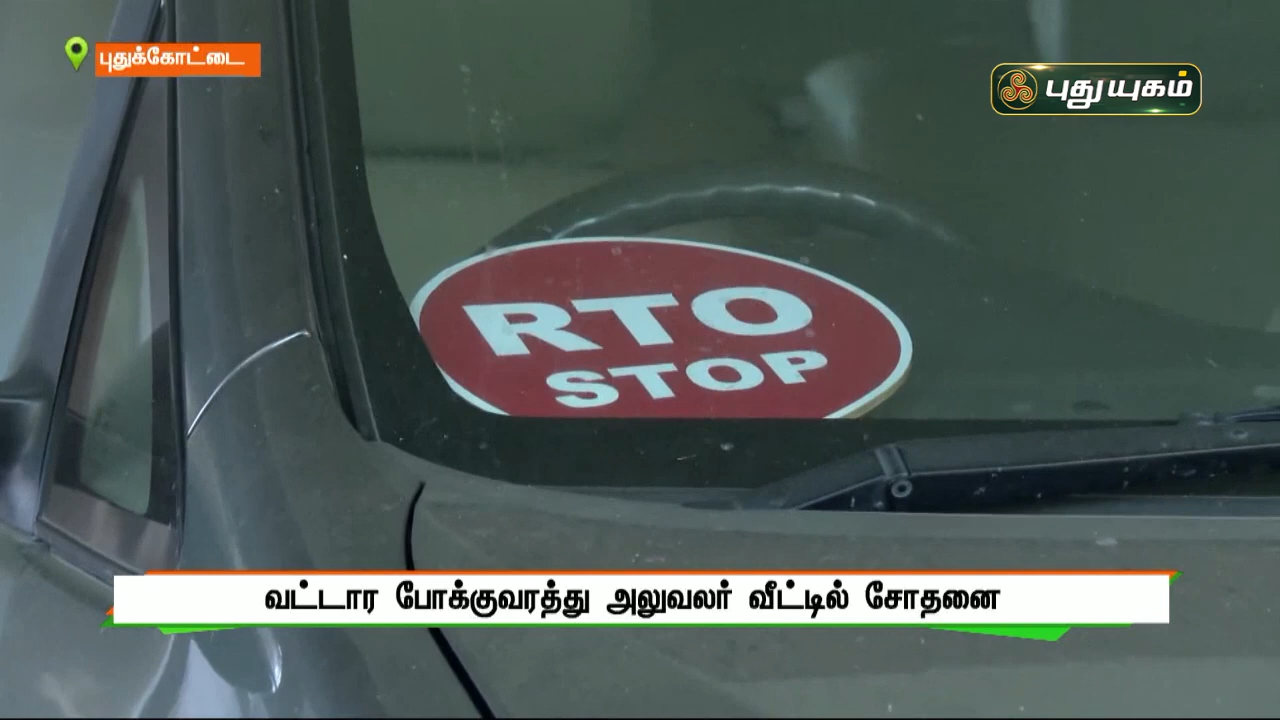 புதுக்கோட்டை
புதுயுகம்
RTO
STOP
வட்டார போக்குவரத்து அலுவலர் வீட்டில் சோதனை